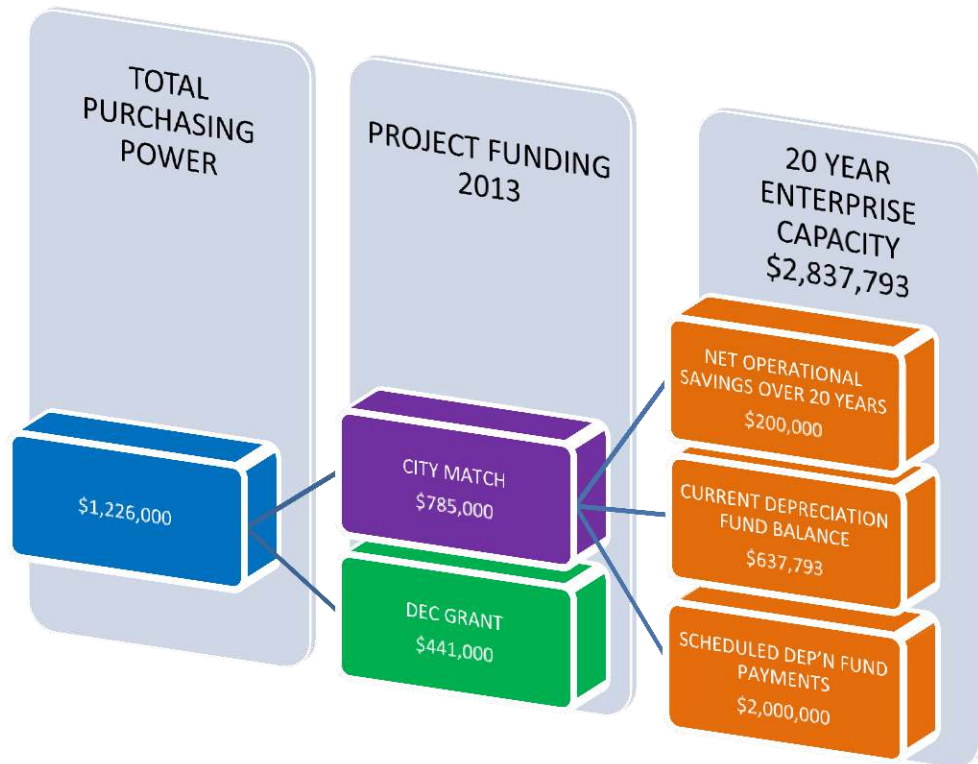 TOTAL
PURCHASING
POWER
$1,226,000
PROJECT FUNDING
2013
CITY MATCH
$785,000
DEC GRANT
$441,000
20 YEAR
ENTERPRISE
CAPACITY
$2,837,793
NET OPERATIONAL
SAVINGS OVER 20 YEARS
$200,000
CURRENT DEPRECIATION
FUND BALANCE
$637,793
SCHEDULED DEP'N FUND
PAYMENTS
$2,000,000